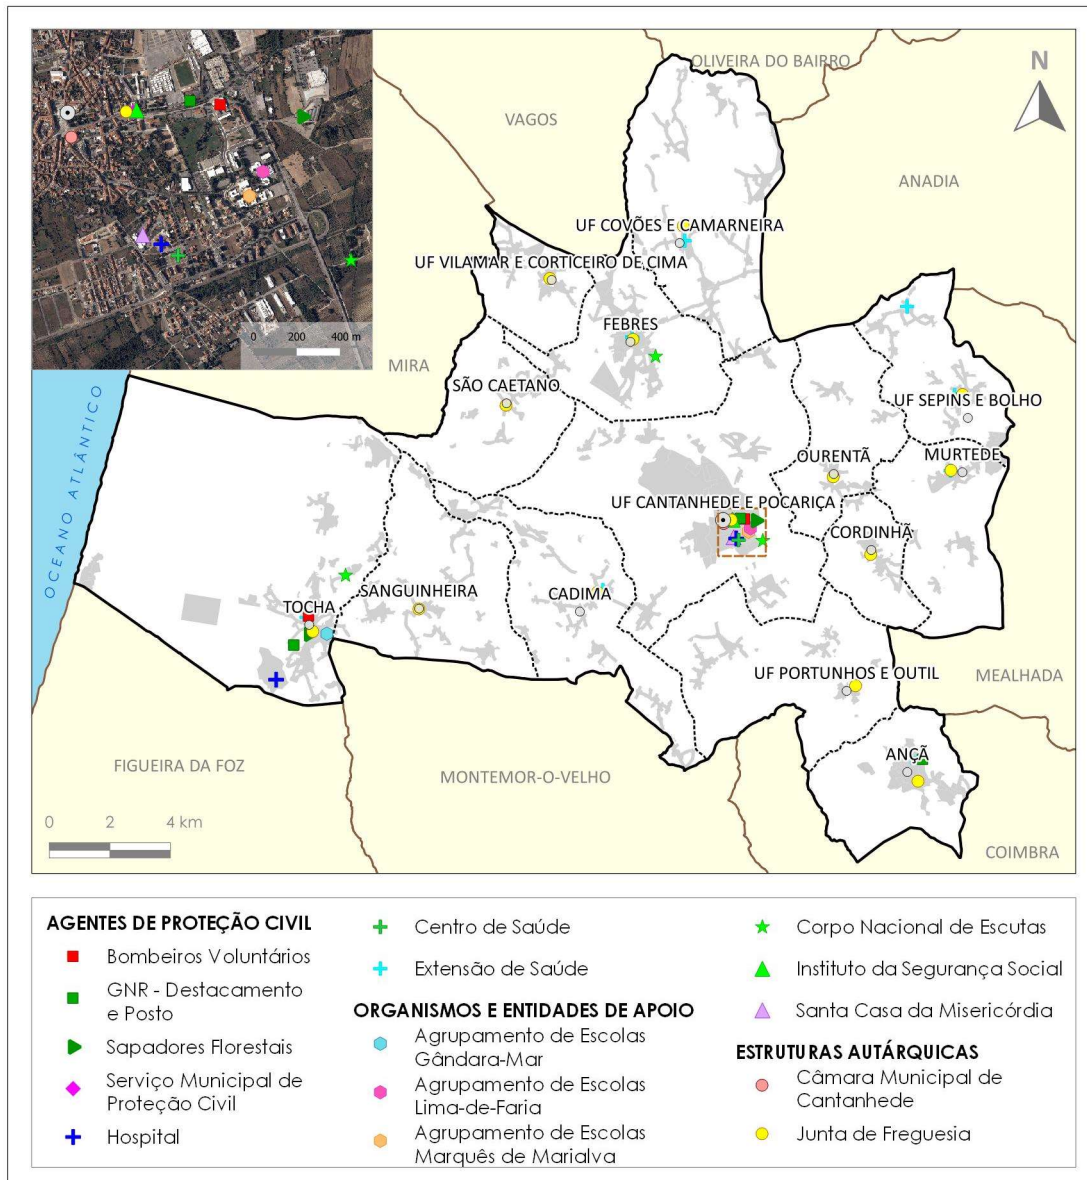 OLIVEIRA DO BAIRRO
N
VAGOS
ANADIA
UF COVÕES E CAMARNEIRA
UF VILAMAR E CORTICEIRO DE CIMA
0 200 400 m
FEBRES
MIRA
SÃO CAETANO
UF SEPINS E BOLHO
OCEANO ATLÂNTICO
OURENTÃ
MURTEDE
UF CANTANHEDE E POCARIÇA
CORDINHÃ
SANGUINHEIRA
CADIMA
TOCHA
UF PORTUNHOS E OUTIL
MEALHADA
ANÇÃ
FIGUEIRA DA FOZ
MONTEMOR-O-VELHO
0 2 4 km
COIMBRA
AGENTES DE PROTEÇÃO CIVIL
Bombeiros Voluntários
GNR - Destacamento
e Posto
Sapadores Florestais
Serviço Municipal de
Proteção Civil
Hospital
Centro de Saúde
Extensão de Saúde
ORGANISMOS E ENTIDADES DE APOIO
Agrupamento de Escolas
Gândara-Mar
Agrupamento de Escolas
Lima-de-Faria
Agrupamento de Escolas
Marquês de Marialva
Corpo Nacional de Escutas
Instituto da Segurança Social
Santa Casa da Misericórdia
ESTRUTURAS AUTÁRQUICAS
Câmara Municipal de
Cantanhede
Junta de Freguesia